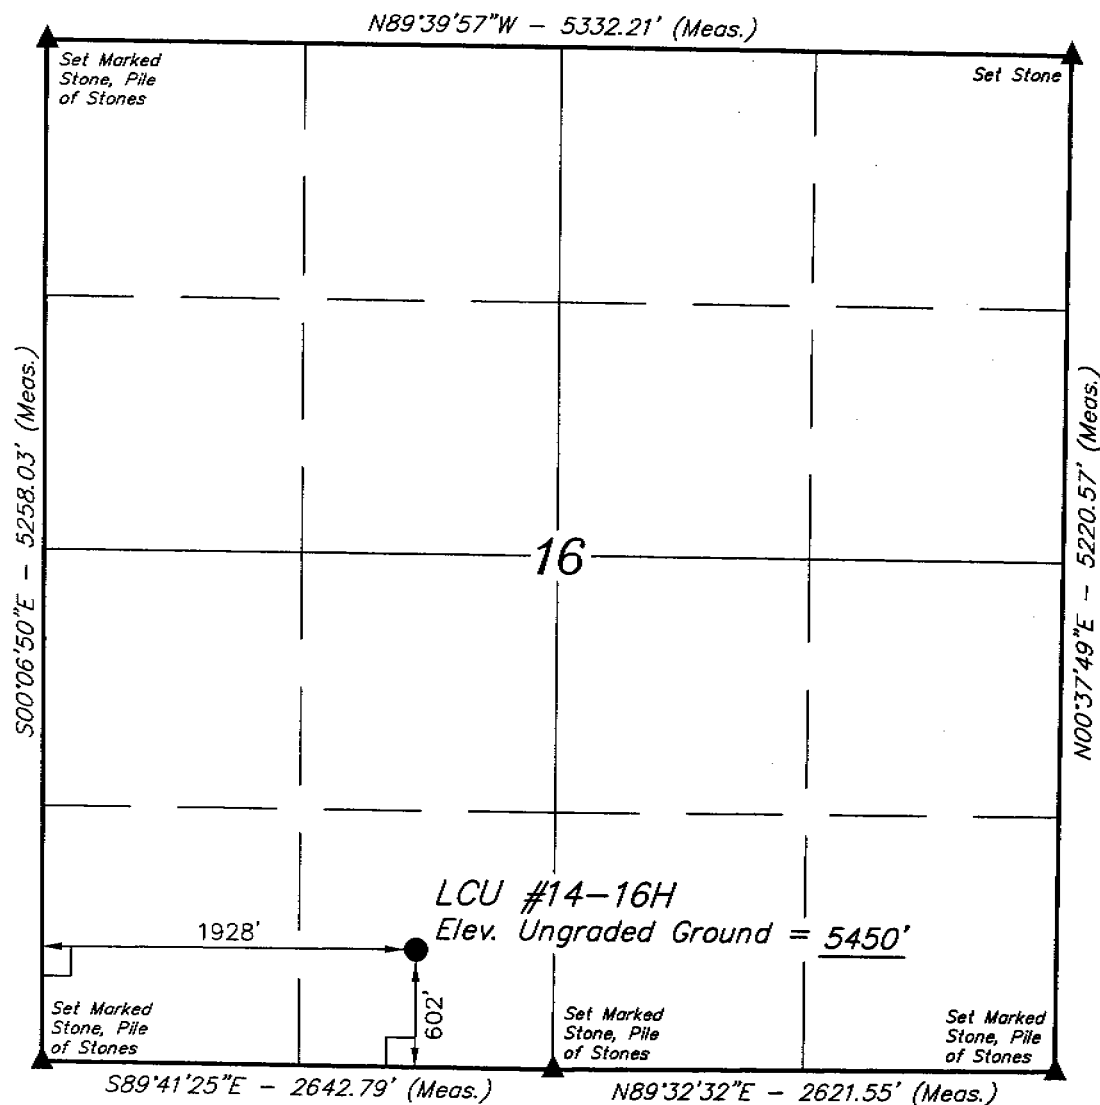 N89°39'57"W - 5332.21' (Meas.)
Set Marked
Stone, Pile
of Stones
Set Stone
S00°06'50"E - 5258.03' (Meas.)
N00°37'49"E - 5220.57' (Meas.)
16
LCU #14-16H
Elev. Ungraded Ground = 5450'
1928'
602'
Set Marked
Stone, Pile
of Stones
Set Marked
Stone, Pile
of Stones
Set Marked
Stone, Pile
of Stones
S89°41'25"E - 2642.79' (Meas.)
N89°32'32"E - 2621.55' (Meas.)